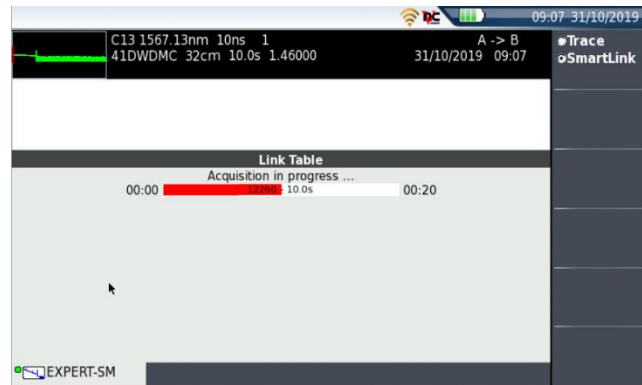 09:07 31/10/2019
C13 1567.13nm 10ns 1 A -> B
41DWDMC 32cm 10.0s 1.46000 31/10/2019 09:07
Trace
SmartLink
Link Table
Acquisition in progress ...
00:00 12260 - 10.0s 00:20
EXPERT-SM